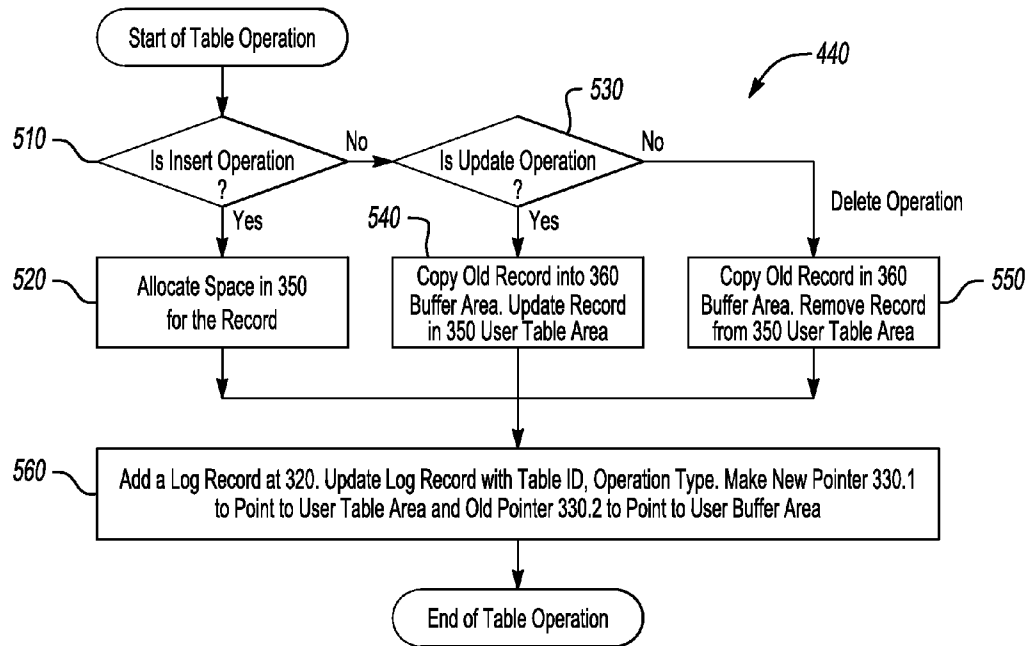 Start of Table Operation
440
510
Is Insert Operation
?
No
530
Is Update Operation
?
No
Yes
Yes
Delete Operation
520
Allocate Space in 350
for the Record
540
Copy Old Record into 360
Buffer Area. Update Record
in 350 User Table Area
Copy Old Record in 360
Buffer Area. Remove Record
from 350 User Table Area
550
560
Add a Log Record at 320. Update Log Record with Table ID, Operation Type. Make New Pointer 330.1
to Point to User Table Area and Old Pointer 330.2 to Point to User Buffer Area
End of Table Operation